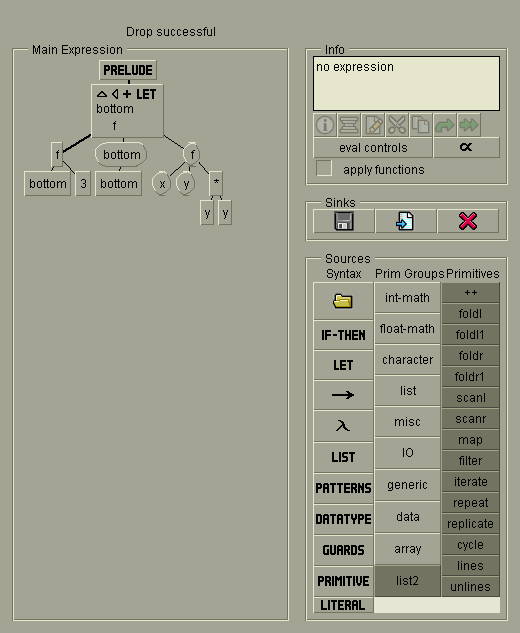 Drop successful
Main Expression
PRELUDE
+ LET
bottom
f
f
bottom
f
bottom
3
bottom
x
y
*
y
y
Info
no expression
eval controls
∝
apply functions
Sinks
Sources
Syntax
Prim Groups
Primitives
IF-THEN
LET
→
λ
LIST
PATTERNS
DATATYPE
GUARDS
PRIMITIVE
LITERAL
int-math
float-math
character
list
misc
IO
generic
data
array
list2
++
foldl
foldl1
foldr
foldr1
scanl
scanr
map
filter
iterate
repeat
replicate
cycle
lines
unlines